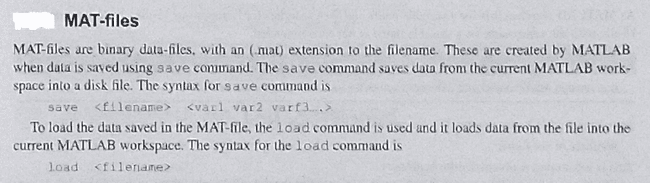 MAT-files
MAT-files are binary data-files, with an (.mat) extension to the filename. These are created by MATLAB
when data is saved using save command. The save command saves data from the current MATLAB work-
space into a disk file. The syntax for save command is
save <filename> <var1 var2 varf3...>
To load the data saved in the MAT-file, the load command is used and it loads data from the file into the
current MATLAB workspace. The syntax for the load command is
load <filename>